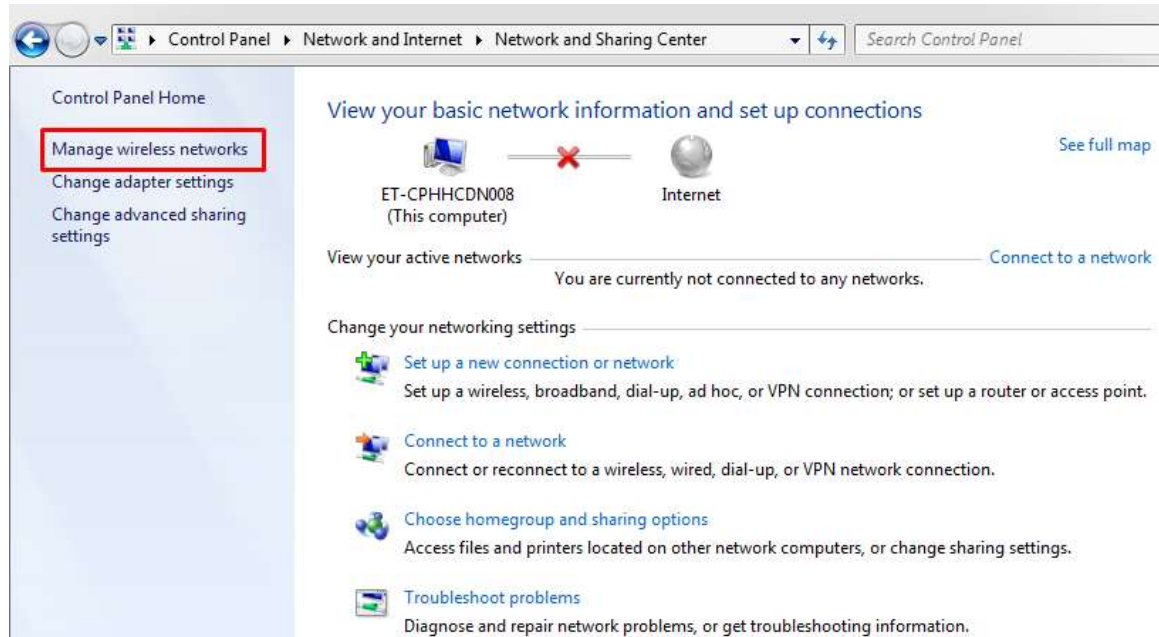 Control Panel ▸ Network and Internet ▸ Network and Sharing Center
Search Control Panel
Control Panel Home
Manage wireless networks
Change adapter settings
Change advanced sharing
settings
View your basic network information and set up connections
See full map
ET-CPHHCDN008
(This computer)
Internet
View your active networks
Connect to a network
You are currently not connected to any networks.
Change your networking settings
Set up a new connection or network
Set up a wireless, broadband, dial-up, ad hoc, or VPN connection; or set up a router or access point.
Connect to a network
Connect or reconnect to a wireless, wired, dial-up, or VPN network connection.
Choose homegroup and sharing options
Access files and printers located on other network computers, or change sharing settings.
Troubleshoot problems
Diagnose and repair network problems, or get troubleshooting information.